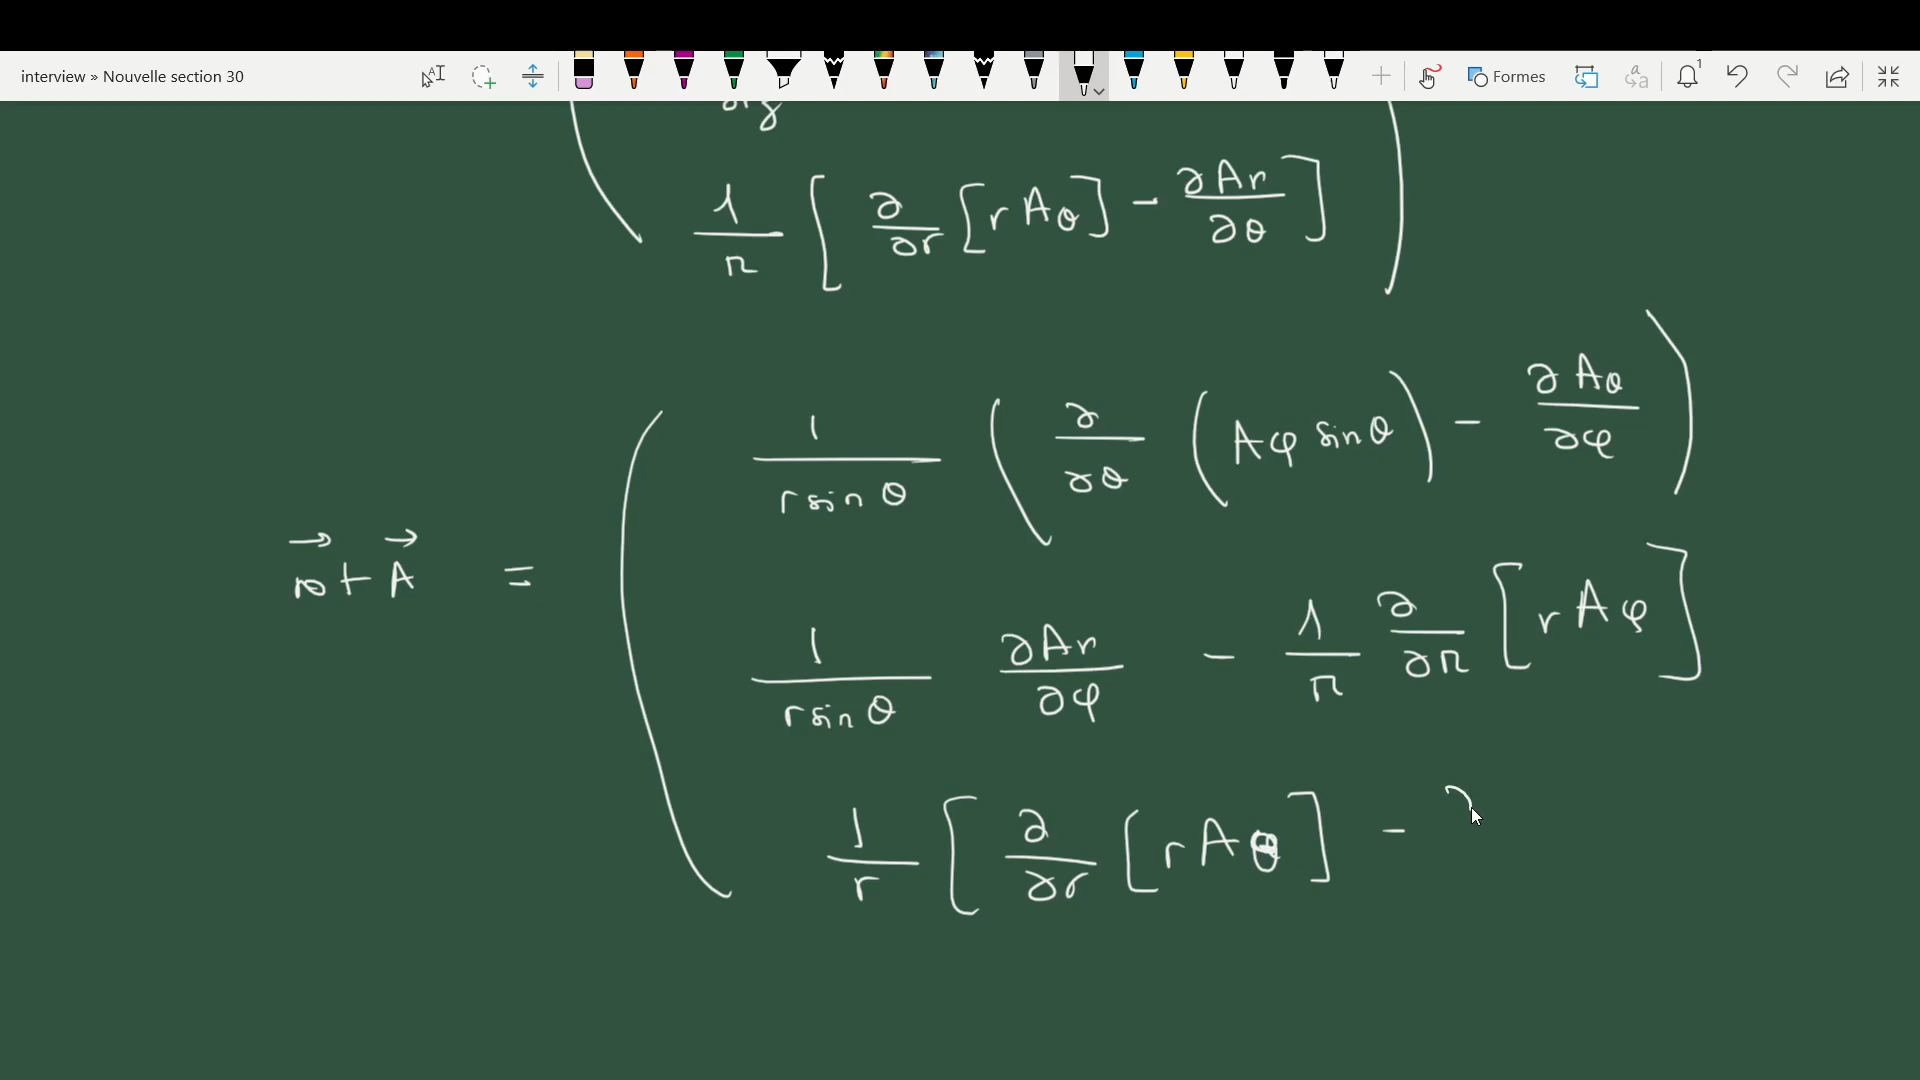 interview » Nouvelle section 30 Formes 1
1/r [ ∂/∂r [r Aθ] - ∂Ar/∂θ ]
1/(r sin θ) ( ∂/∂θ (Aφ sin θ) - ∂Aθ/∂φ )
rot A =
1/(r sin θ) ∂Ar/∂φ - 1/r ∂/∂r [r Aφ]
1/r [ ∂/∂r [r Aθ] -